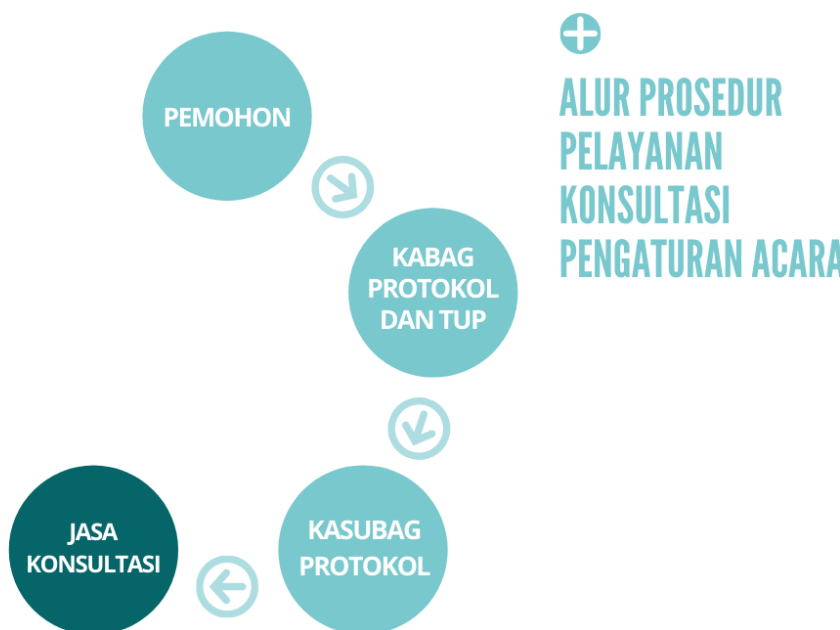 ALUR PROSEDUR
PELAYANAN
KONSULTASI
PENGATURAN ACARA
PEMOHON
KABAG
PROTOKOL
DAN TUP
KASUBAG
PROTOKOL
JASA
KONSULTASI